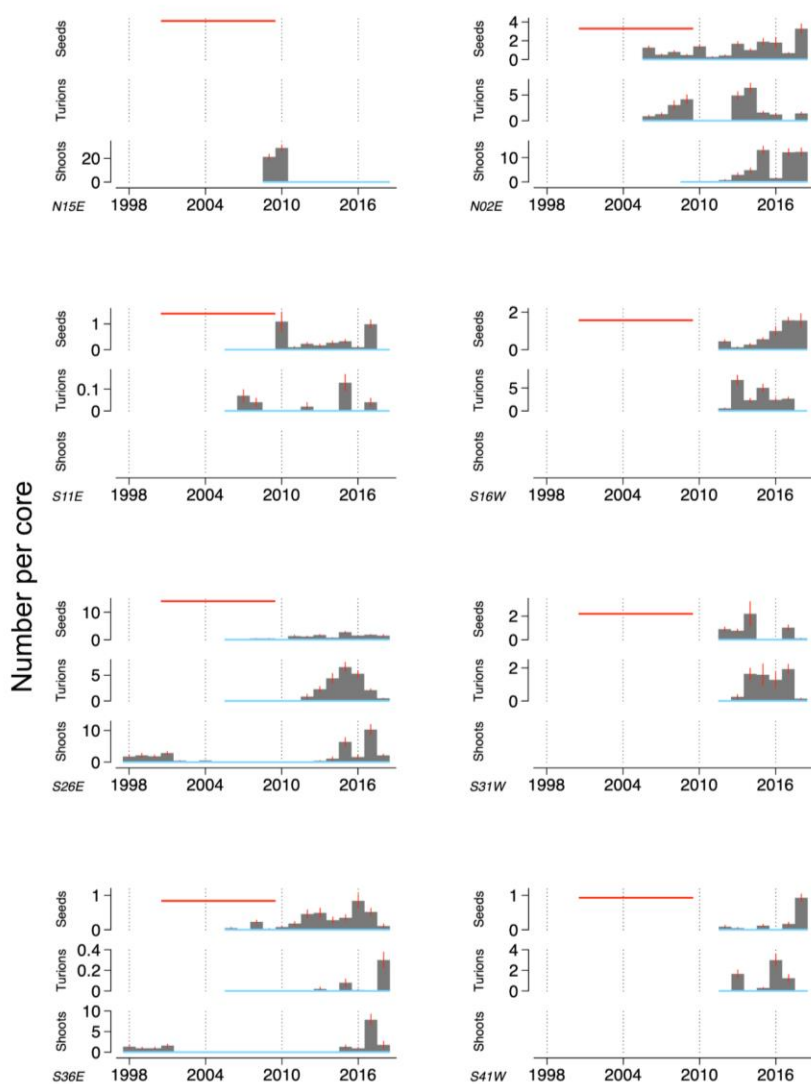 Number per core
Seeds
Turions
Shoots
20
0
N15E 1998 2004 2010 2016
Seeds
4
2
0
Turions
5
0
Shoots
10
0
N02E 1998 2004 2010 2016
Seeds
1
0
Turions
0.1
0
Shoots
S11E 1998 2004 2010 2016
Seeds
2
0
Turions
5
0
Shoots
S16W 1998 2004 2010 2016
Seeds
10
0
Turions
5
0
Shoots
10
0
S26E 1998 2004 2010 2016
Seeds
2
0
Turions
2
0
Shoots
S31W 1998 2004 2010 2016
Seeds
1
0
Turions
0.4
0.2
0
Shoots
10
5
0
S36E 1998 2004 2010 2016
Seeds
1
0
Turions
4
2
0
Shoots
S41W 1998 2004 2010 2016